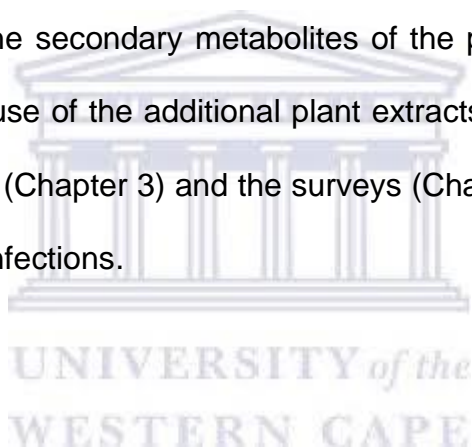 ne secondary metabolites of the p
use of the additional plant extracts
(Chapter 3) and the surveys (Cha
nfections.
UNIVERSITY of the
WESTERN CAPE